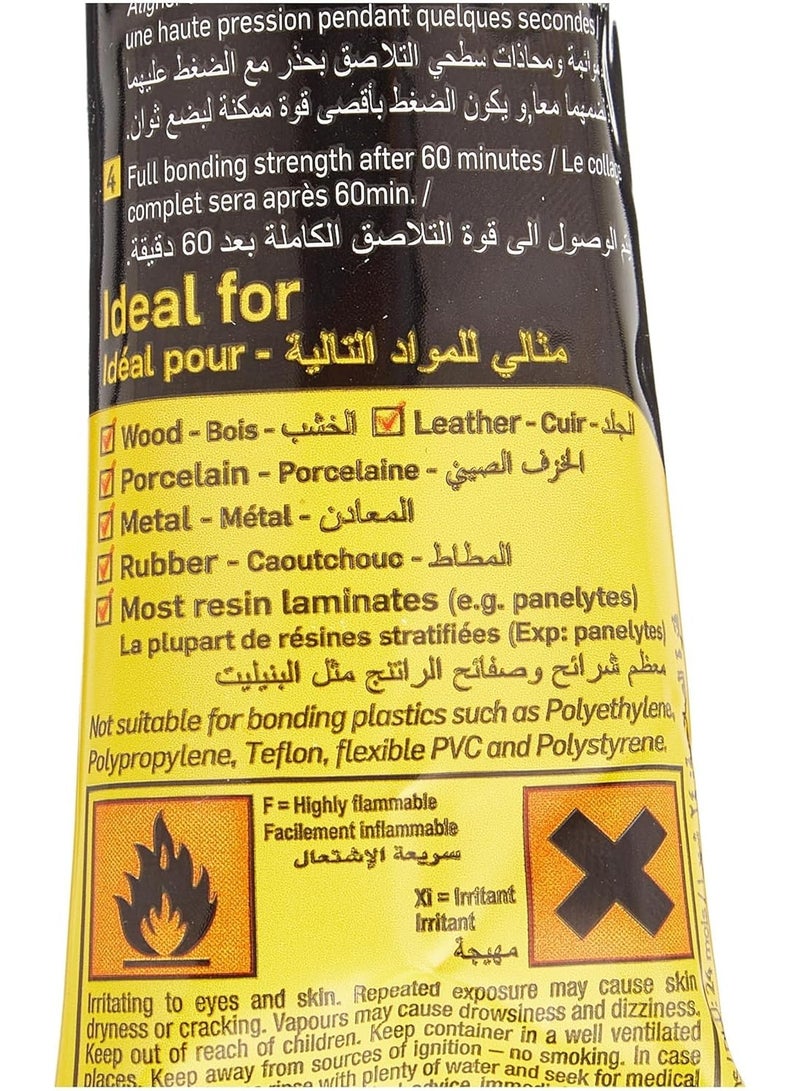 une haute pression pendant quelques secondes
ومحاذات سطحي التلاصق بحذر مع الضغط عليهما
معا,و يكون الضغط بأقصى قوة ممكنة لبضع ثوان.
4 Full bonding strength after 60 minutes / Le collage
complet sera après 60min. /
الوصول الى قوة التلاصق الكاملة بعد 60 دقيقة.
Ideal for
Idéal pour - مثالي للمواد التالية
Wood - Bois - الخشب Leather - Cuir - الجلد
Porcelain - Porcelaine - الخزف الصيني
Metal - Métal - المعادن
Rubber - Caoutchouc - المطاط
Most resin laminates (e.g. panelytes)
La plupart de résines stratifiées (Exp: panelytes)
معظم شرائح وصفائح الراتنج مثل البنيليت
Not suitable for bonding plastics such as Polyethylene,
Polypropylene, Teflon, flexible PVC and Polystyrene.
F = Highly flammable
Facilement inflammable
سريعة الإشتعال
Xi = Irritant
Irritant
مهيجة
Irritating to eyes and skin. Repeated exposure may cause skin
dryness or cracking. Vapours may cause drowsiness and dizziness.
Keep out of reach of children. Keep container in a well ventilated
places. Keep away from sources of ignition – no smoking. In case
rinse with plenty of water and seek for medical
advice